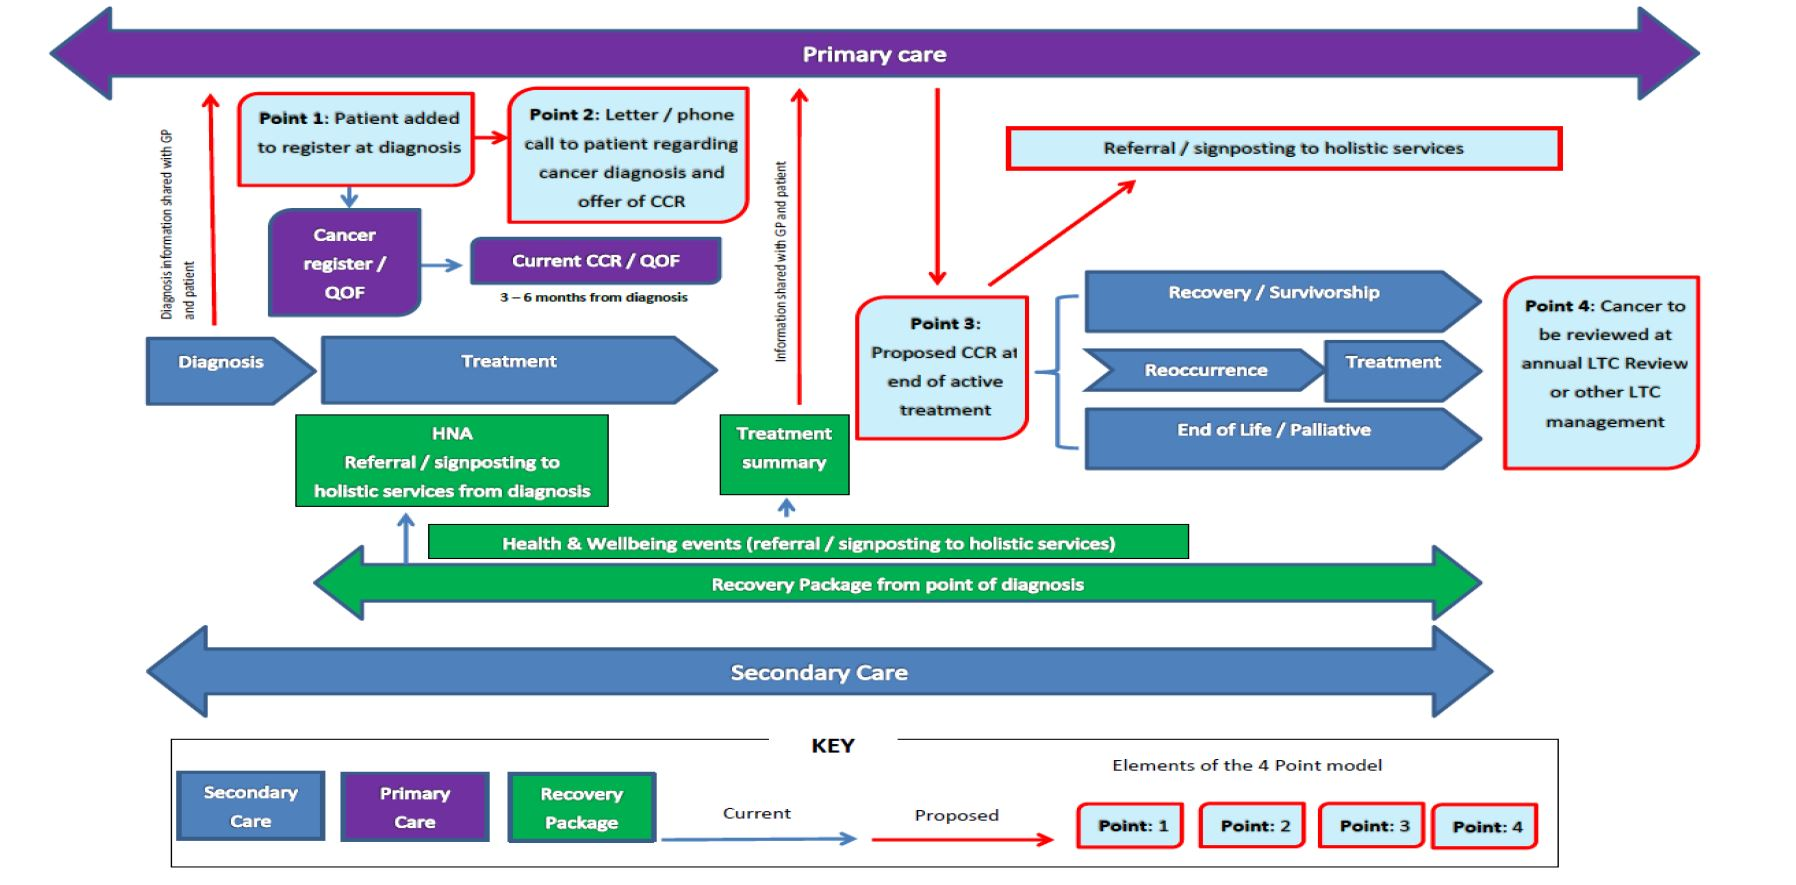 Primary care
Diagnosis information shared with GP
and patient
Point 1: Patient added
to register at diagnosis
Point 2: Letter / phone
call to patient regarding
cancer diagnosis and
offer of CCR
Cancer
register /
QOF
Current CCR / QOF
3 – 6 months from diagnosis
Information shared with GP and patient
Referral / signposting to holistic services
Diagnosis
Treatment
Point 3:
Proposed CCR at
end of active
treatment
Recovery / Survivorship
Reoccurrence
Treatment
End of Life / Palliative
Point 4: Cancer to
be reviewed at
annual LTC Review
or other LTC
management
HNA
Referral / signposting to
holistic services from diagnosis
Treatment
summary
Health & Wellbeing events (referral / signposting to holistic services)
Recovery Package from point of diagnosis
Secondary Care
KEY
Secondary
Care
Primary
Care
Recovery
Package
Current
Proposed
Elements of the 4 Point model
Point: 1
Point: 2
Point: 3
Point: 4